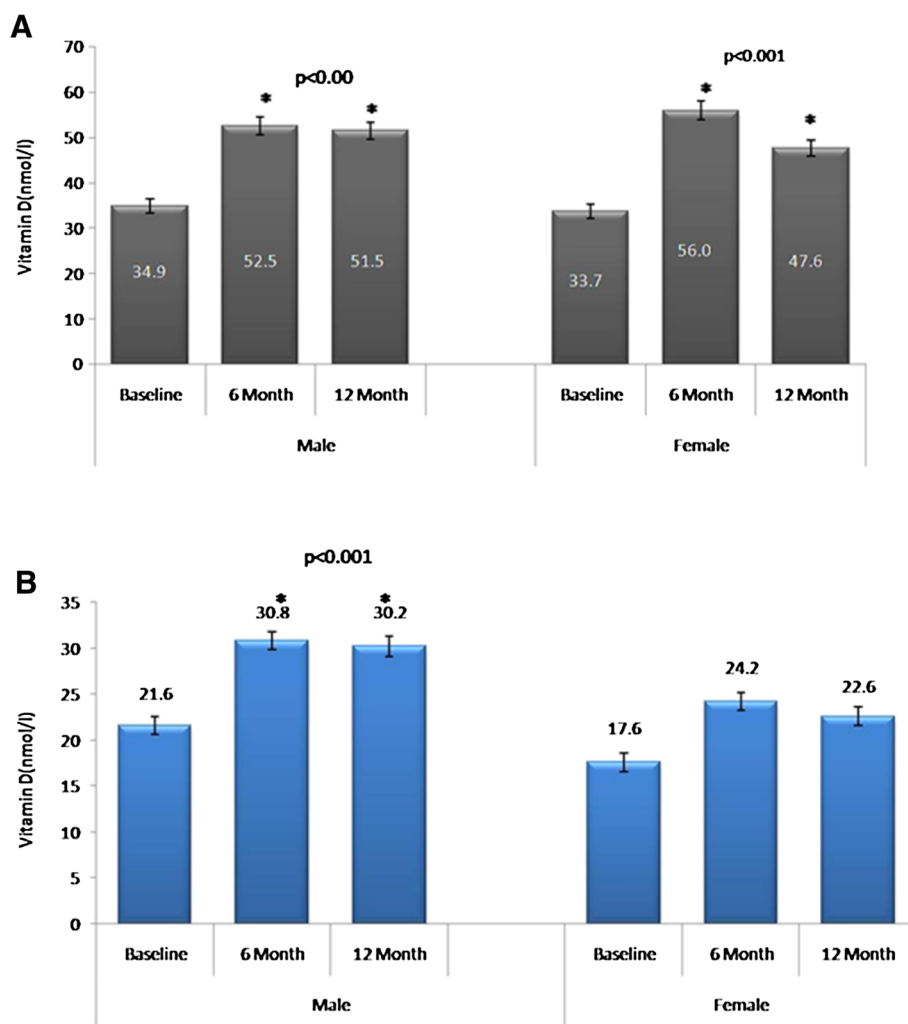 A
p<0.00
p<0.001
*
*
*
*
Vitamin D(nmol/l)
70
60
50
40
30
20
10
0
34.9
52.5
51.5
33.7
56.0
47.6
Baseline
6 Month
12 Month
Baseline
6 Month
12 Month
Male
Female
B
p<0.001
*
*
Vitamin D(nmol/l)
35
30
25
20
15
10
5
0
21.6
30.8
30.2
17.6
24.2
22.6
Baseline
6 Month
12 Month
Baseline
6 Month
12 Month
Male
Female